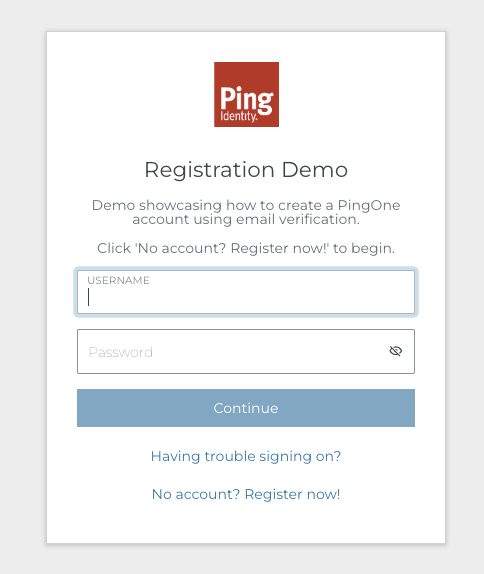 Ping
Identity.
Registration Demo
Demo showcasing how to create a PingOne
account using email verification.
Click 'No account? Register now!' to begin.
USERNAME
Password
Continue
Having trouble signing on?
No account? Register now!